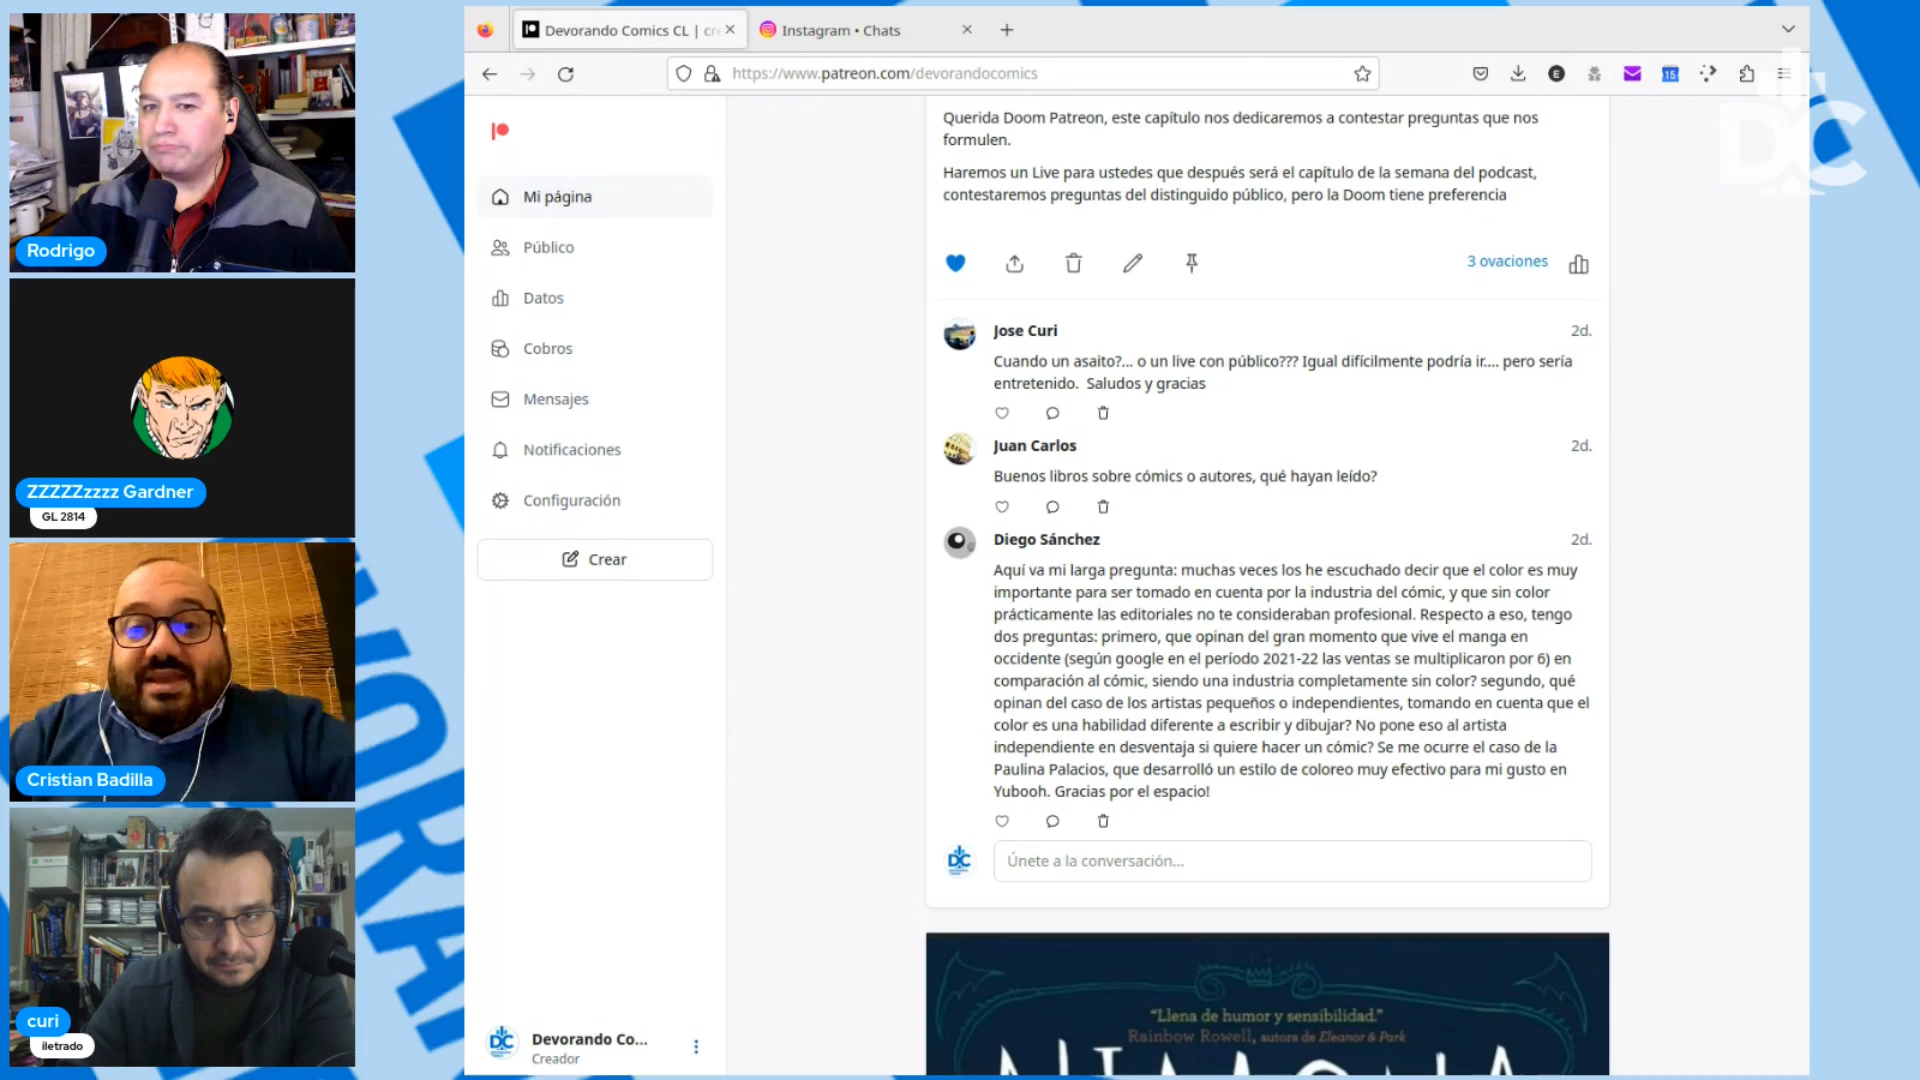 Rodrigo
ZZZZZzzzz Gardner
GL 2814
Cristian Badilla
curi
iletrado
Devorando Comics CL | cr
Instagram • Chats
https://www.patreon.com/devorandocomics
15
Mi página
Público
Datos
Cobros
Mensajes
Notificaciones
Configuración
Crear
Devorando Co...
Creador
Querida Doom Patreon, este capítulo nos dedicaremos a contestar preguntas que nos
formulen.
Haremos un Live para ustedes que después será el capítulo de la semana del podcast,
contestaremos preguntas del distinguido público, pero la Doom tiene preferencia
3 ovaciones
Jose Curi
2d.
Cuando un asaito?... o un live con público??? Igual difícilmente podría ir.... pero sería
entretenido. Saludos y gracias
Juan Carlos
2d.
Buenos libros sobre cómics o autores, qué hayan leído?
Diego Sánchez
2d.
Aquí va mi larga pregunta: muchas veces los he escuchado decir que el color es muy
importante para ser tomado en cuenta por la industria del cómic, y que sin color
prácticamente las editoriales no te consideraban profesional. Respecto a eso, tengo
dos preguntas: primero, que opinan del gran momento que vive el manga en
occidente (según google en el período 2021-22 las ventas se multiplicaron por 6) en
comparación al cómic, siendo una industria completamente sin color? segundo, qué
opinan del caso de los artistas pequeños o independientes, tomando en cuenta que el
color es una habilidad diferente a escribir y dibujar? No pone eso al artista
independiente en desventaja si quiere hacer un cómic? Se me ocurre el caso de la
Paulina Palacios, que desarrolló un estilo de coloreo muy efectivo para mi gusto en
Yubooh. Gracias por el espacio!
Únete a la conversación...
“Llena de humor y sensibilidad.”
Rainbow Rowell, autora de Eleanor & Park
NIMONA
DC